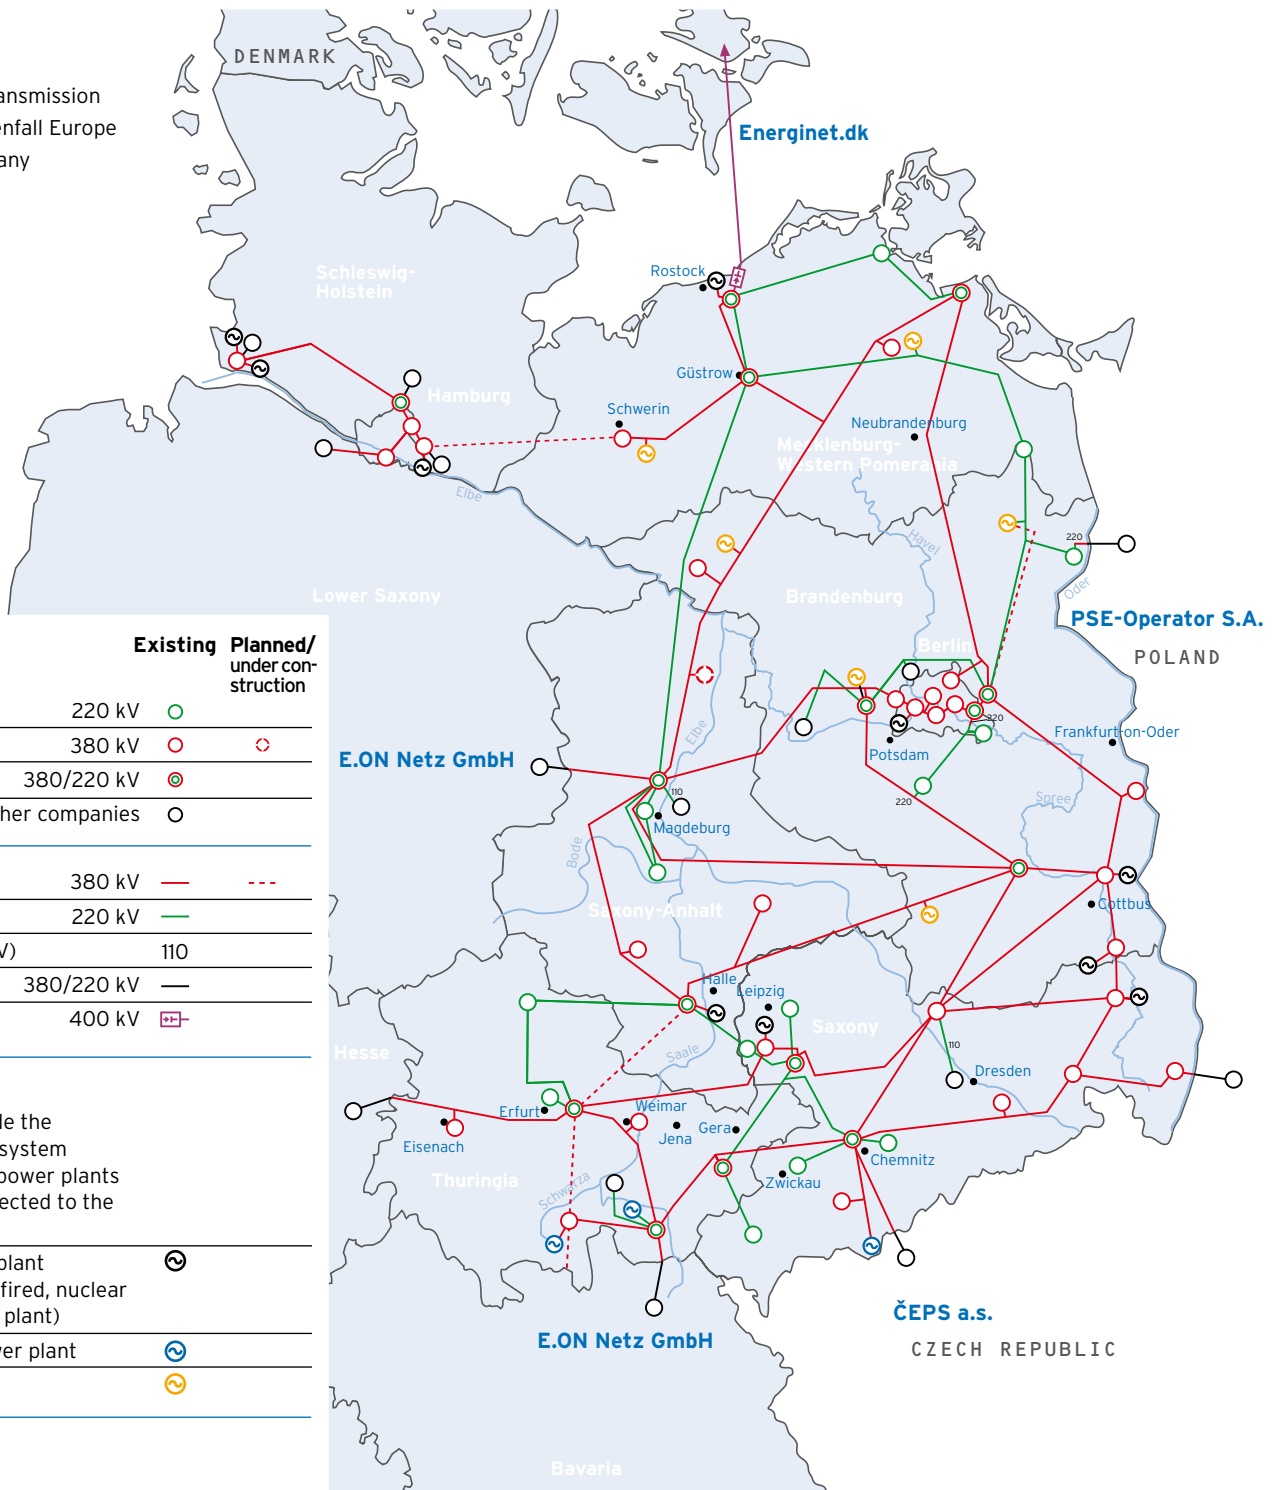 ansmission
enfall Europe
any
DENMARK
Energinet.dk
Schleswig-
Holstein
Rostock
Güstrow
Hamburg
Schwerin
Neubrandenburg
Mecklenburg-
Western Pomerania
Elbe
Havel
220
Oder
Lower Saxony
Brandenburg
PSE-Operator S.A.
POLAND
Berlin
220
Potsdam
Frankfurt-on-Oder
Elbe
E.ON Netz GmbH
110
220
Spree
Magdeburg
Bode
Cottbus
Saxony-Anhalt
Halle
Leipzig
Saxony
Hesse
Saale
110
Dresden
Erfurt
Weimar
Jena
Gera
Eisenach
Chemnitz
Zwickau
Thuringia
Schwarza
ČEPS a.s.
CZECH REPUBLIC
E.ON Netz GmbH
Bavaria
Existing Planned/
under con-
struction
220 kV
380 kV
380/220 kV
her companies
380 kV
220 kV
V) 110
380/220 kV
400 kV
de the
system
power plants
ected to the
plant
fired, nuclear
plant)
ver plant